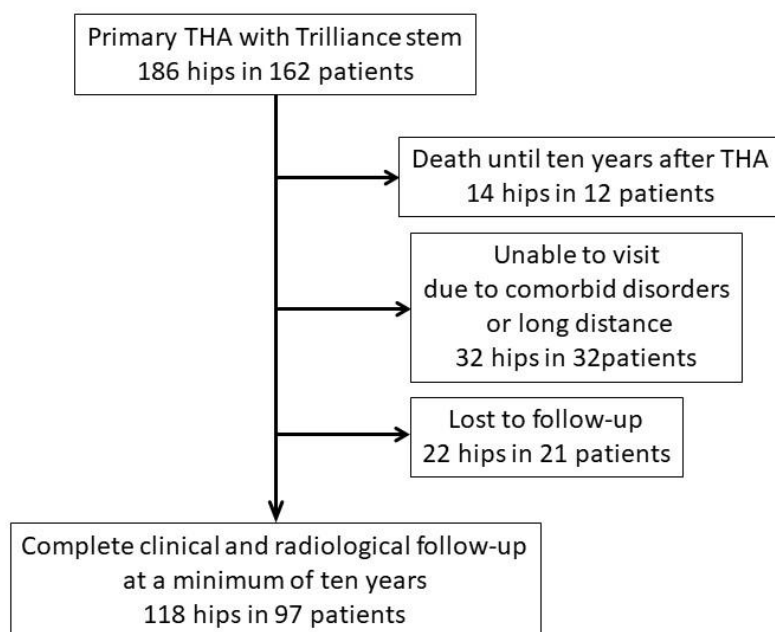 Primary THA with Trilliance stem
186 hips in 162 patients
Death until ten years after THA
14 hips in 12 patients
Unable to visit
due to comorbid disorders
or long distance
32 hips in 32patients
Lost to follow-up
22 hips in 21 patients
Complete clinical and radiological follow-up
at a minimum of ten years
118 hips in 97 patients